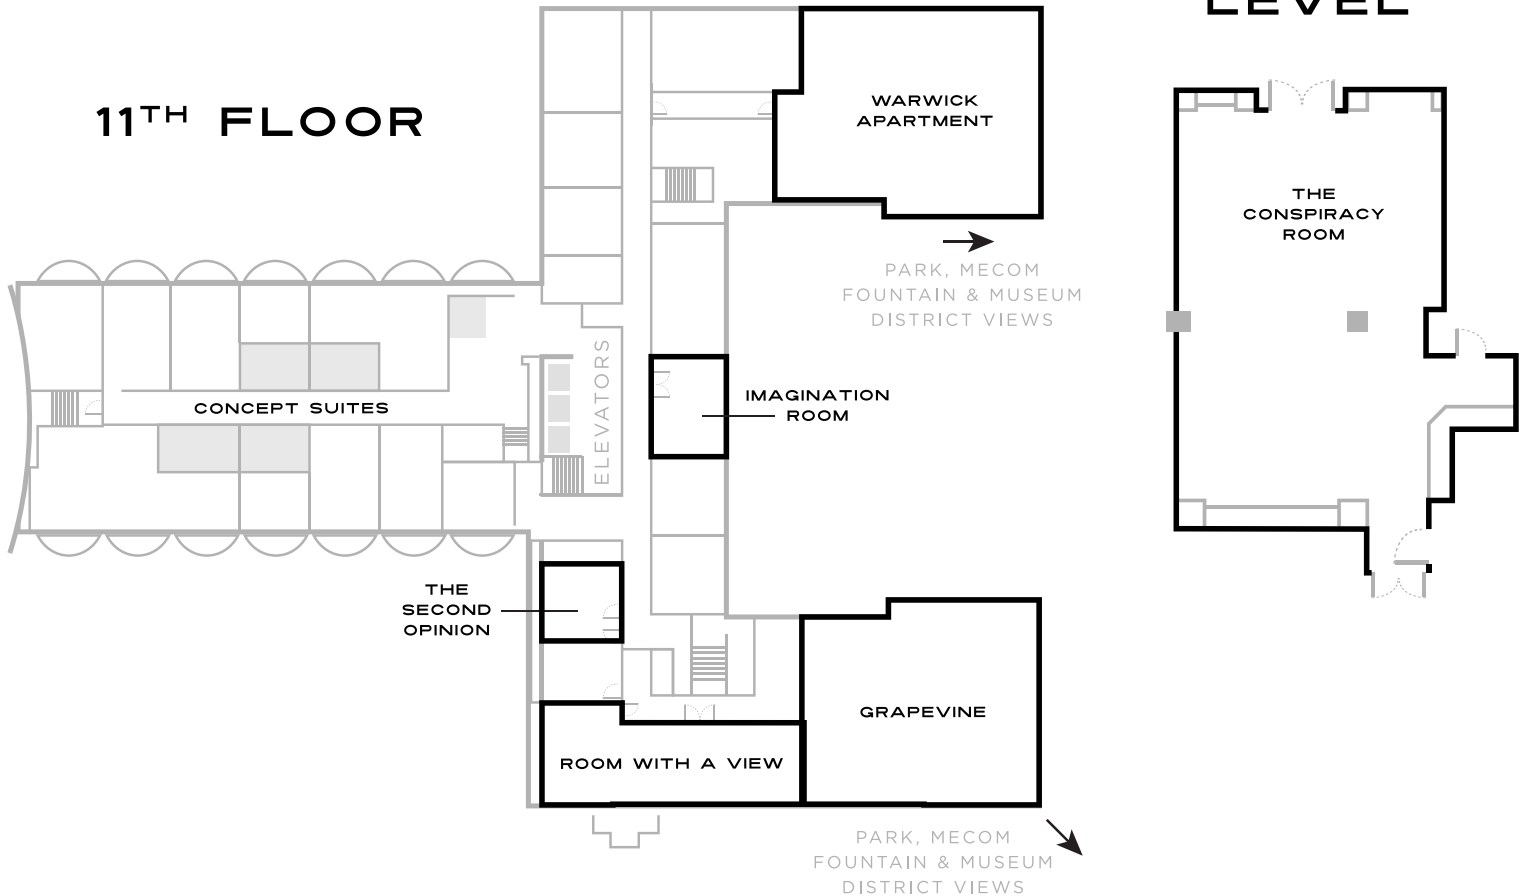 LEVEL
11TH FLOOR
WARWICK
APARTMENT
THE
CONSPIRACY
ROOM
PARK, MECOM
FOUNTAIN & MUSEUM
DISTRICT VIEWS
ELEVATORS
IMAGINATION
ROOM
CONCEPT SUITES
THE
SECOND
OPINION
GRAPEVINE
ROOM WITH A VIEW
PARK, MECOM
FOUNTAIN & MUSEUM
DISTRICT VIEWS